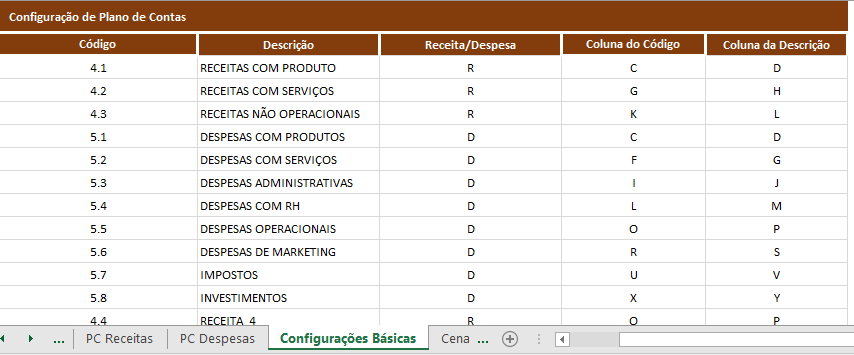 Configuração de Plano de Contas
Código Descrição Receita/Despesa Coluna do Código Coluna da Descrição
4.1 RECEITAS COM PRODUTO R C D
4.2 RECEITAS COM SERVIÇOS R G H
4.3 RECEITAS NÃO OPERACIONAIS R K L
5.1 DESPESAS COM PRODUTOS D C D
5.2 DESPESAS COM SERVIÇOS D F G
5.3 DESPESAS ADMINISTRATIVAS D I J
5.4 DESPESAS COM RH D L M
5.5 DESPESAS OPERACIONAIS D O P
5.6 DESPESAS DE MARKETING D R S
5.7 IMPOSTOS D U V
5.8 INVESTIMENTOS D X Y
4.4 RECEITA 4 R O P
... PC Receitas PC Despesas Configurações Básicas Cena ...